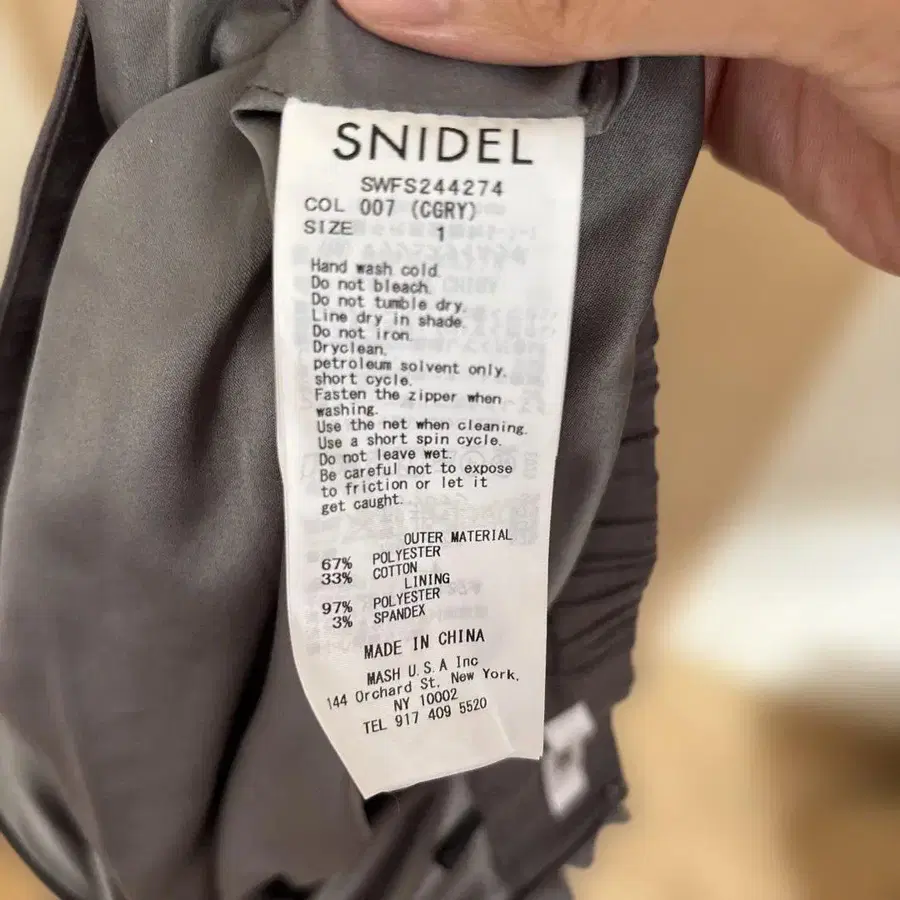 SNIDEL
SWFS244274
COL 007 (CGRY)
SIZE 1
Hand wash cold.
Do not bleach.
Do not tumble dry.
Line dry in shade.
Do not iron.
Dryclean,
petroleum solvent only,
short cycle.
Fasten the zipper when
washing.
Use the net when cleaning.
Use a short spin cycle.
Do not leave wet.
Be careful not to expose
to friction or let it
get caught.
OUTER MATERIAL
67% POLYESTER
33% COTTON
LINING
97% POLYESTER
3% SPANDEX
MADE IN CHINA
MASH U.S.A Inc
144 Orchard St, New York,
NY 10002
TEL 917 409 5520